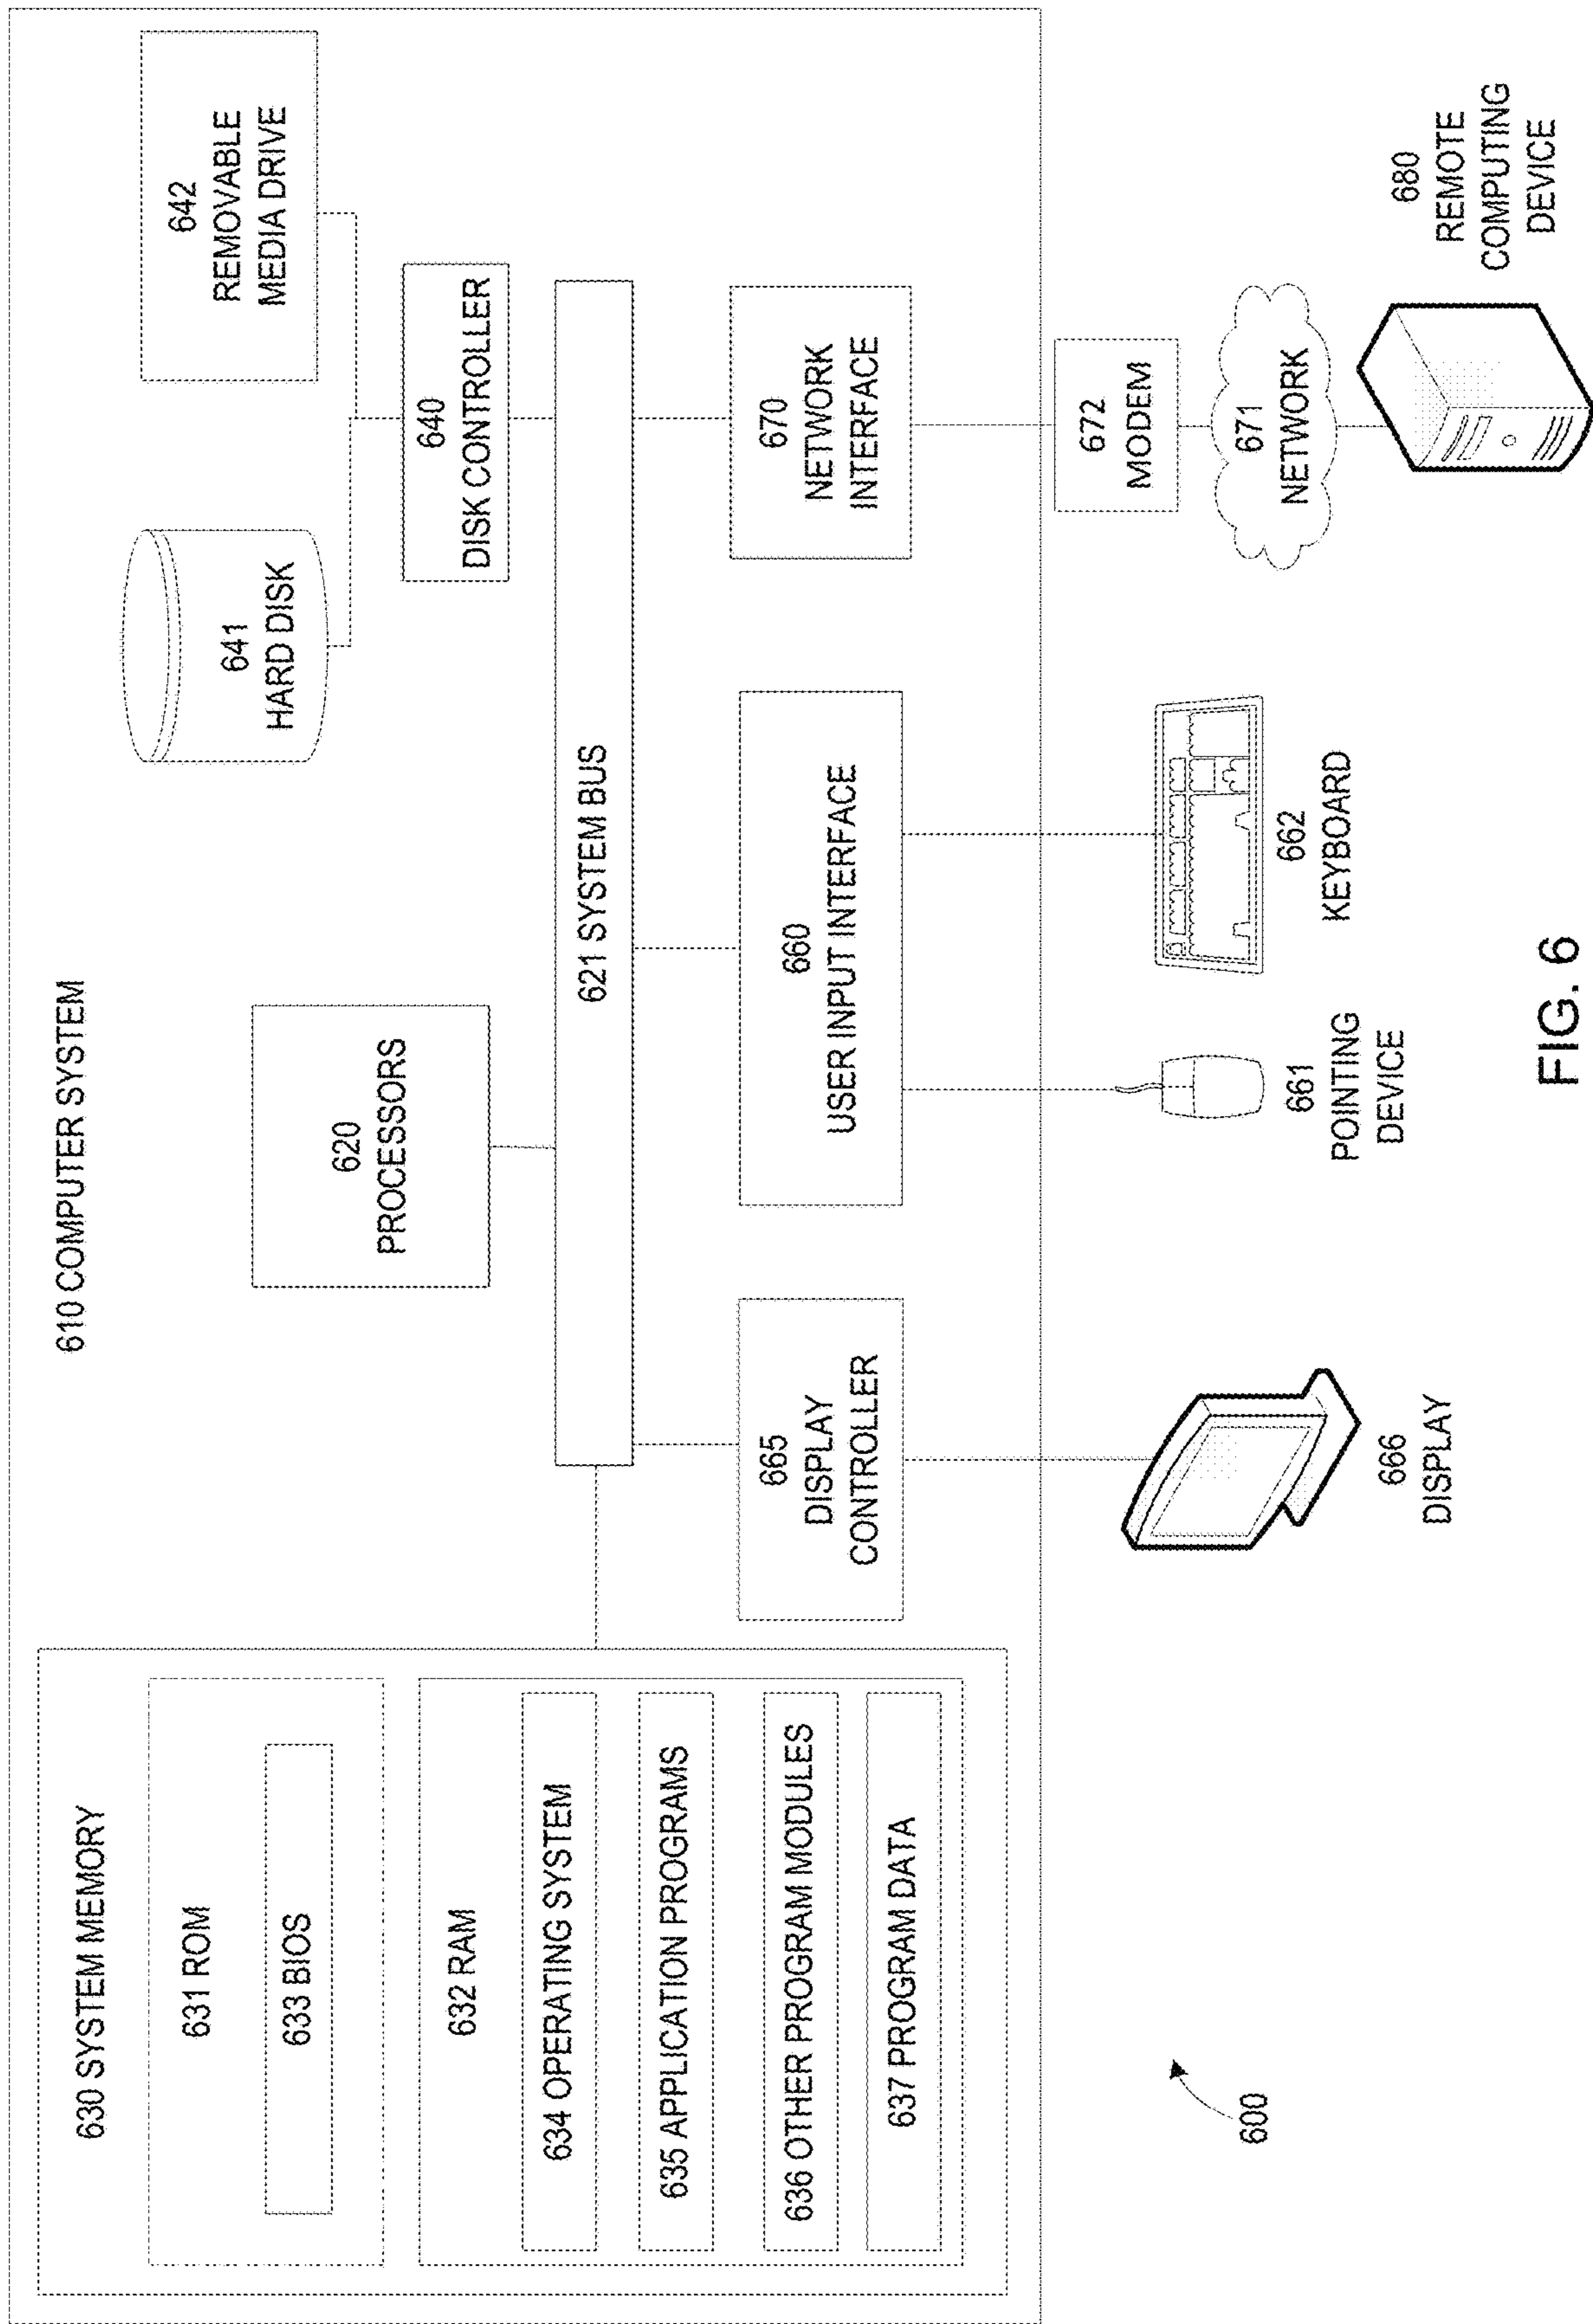 610 COMPUTER SYSTEM
630 SYSTEM MEMORY
631 ROM
633 BIOS
632 RAM
634 OPERATING SYSTEM
635 APPLICATION PROGRAMS
636 OTHER PROGRAM MODULES
637 PROGRAM DATA
620
PROCESSORS
641
HARD DISK
642
REMOVABLE
MEDIA DRIVE
640
DISK CONTROLLER
621 SYSTEM BUS
665
DISPLAY
CONTROLLER
660
USER INPUT INTERFACE
670
NETWORK
INTERFACE
672
MODEM
671
NETWORK
666
DISPLAY
661
POINTING
DEVICE
662
KEYBOARD
680
REMOTE
COMPUTING
DEVICE
600
FIG. 6